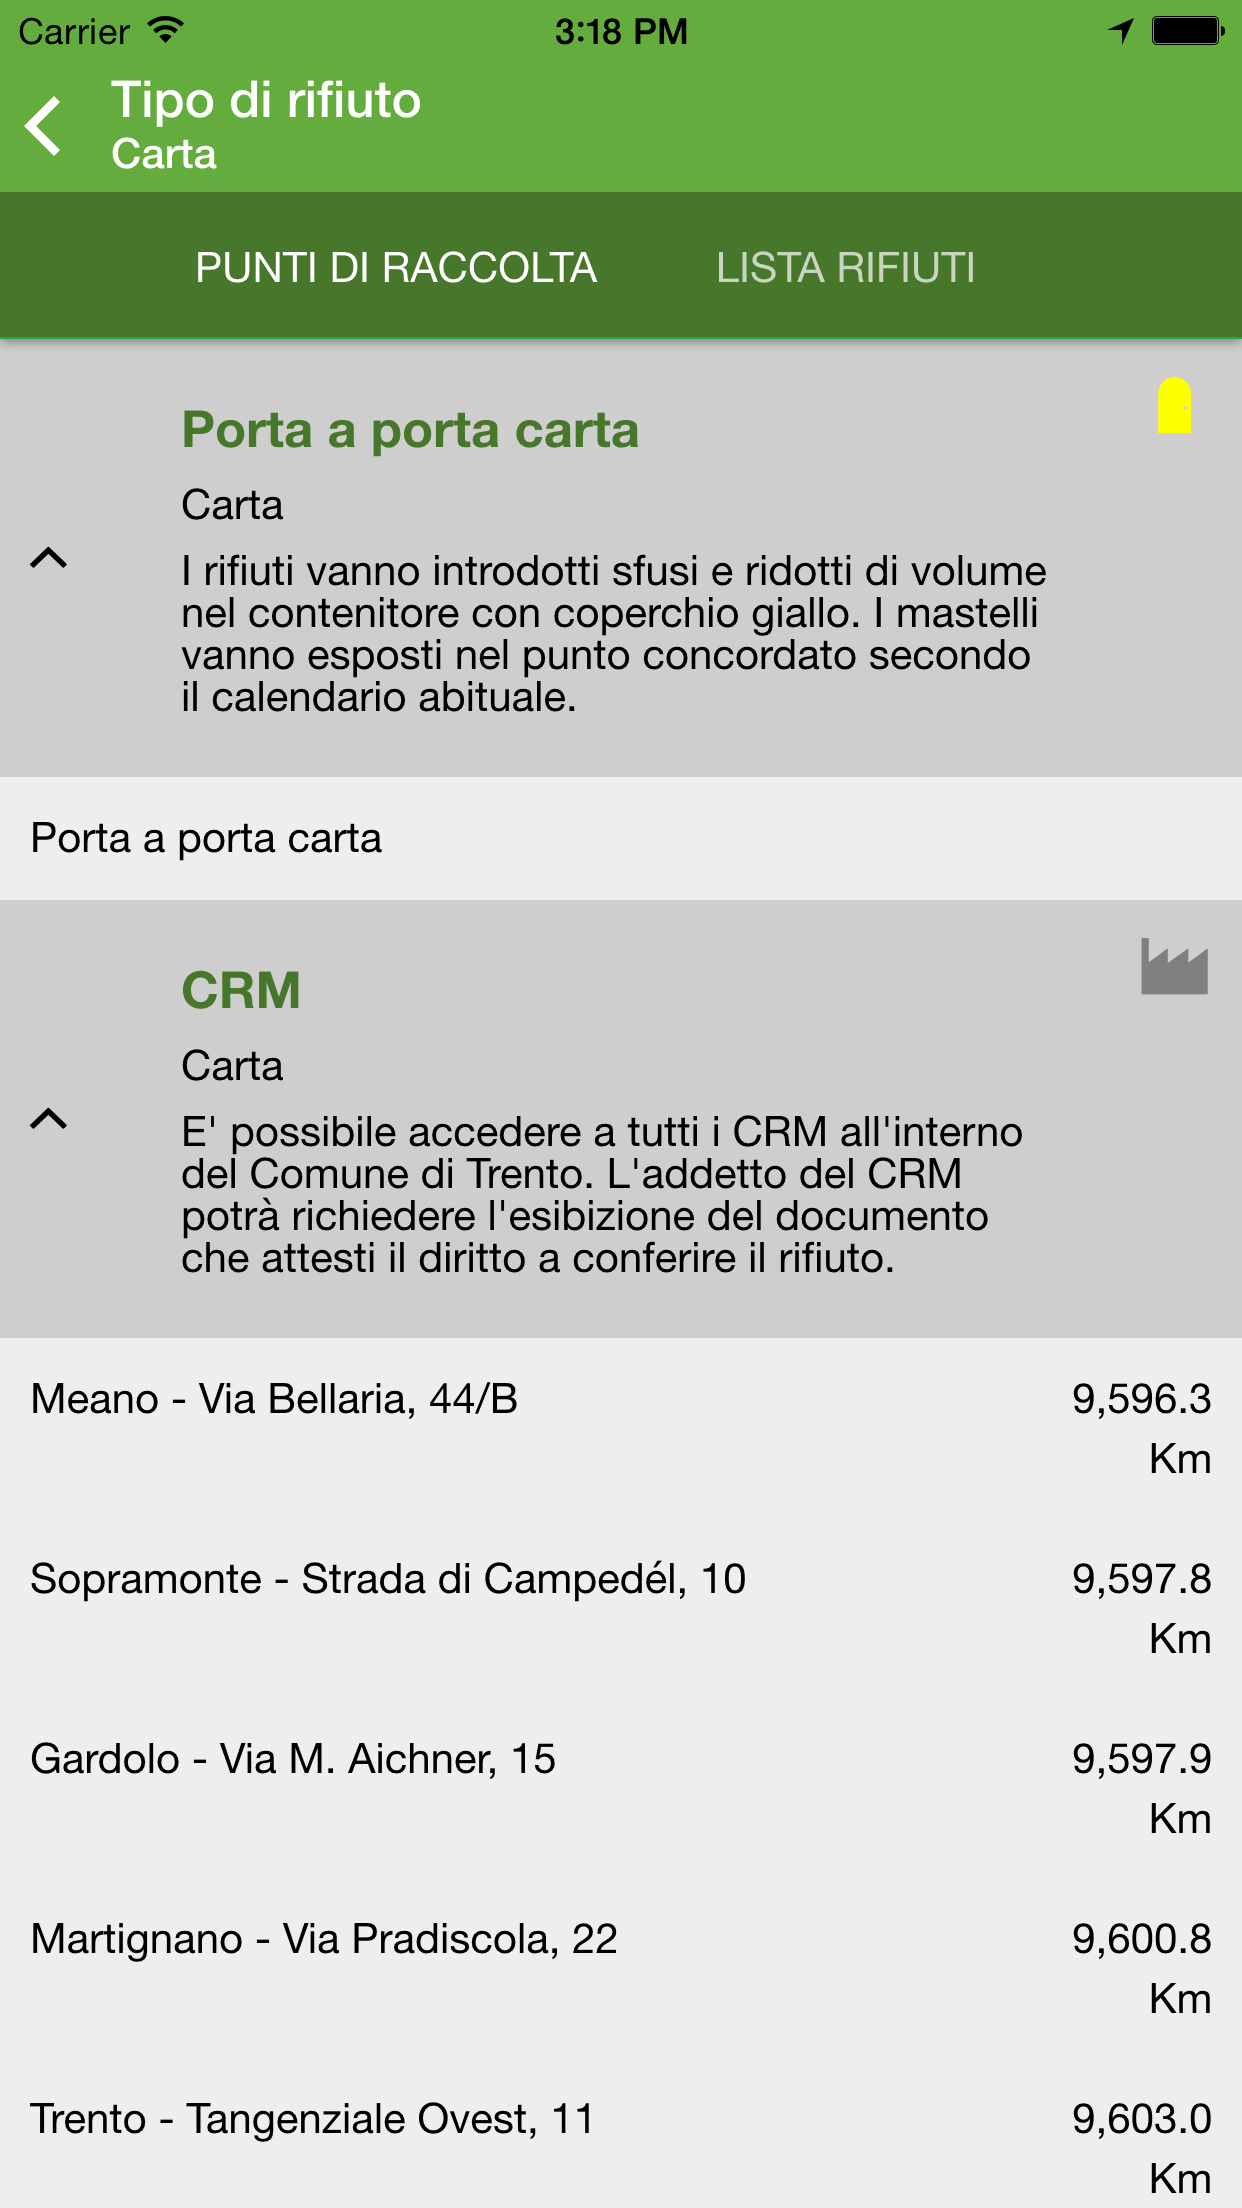 Carrier 3:18 PM
Tipo di rifiuto
Carta
PUNTI DI RACCOLTA LISTA RIFIUTI
Porta a porta carta
Carta
I rifiuti vanno introdotti sfusi e ridotti di volume
nel contenitore con coperchio giallo. I mastelli
vanno esposti nel punto concordato secondo
il calendario abituale.
Porta a porta carta
CRM
Carta
E' possibile accedere a tutti i CRM all'interno
del Comune di Trento. L'addetto del CRM
potrà richiedere l'esibizione del documento
che attesti il diritto a conferire il rifiuto.
Meano - Via Bellaria, 44/B 9,596.3
Km
Sopramonte - Strada di Campedél, 10 9,597.8
Km
Gardolo - Via M. Aichner, 15 9,597.9
Km
Martignano - Via Pradiscola, 22 9,600.8
Km
Trento - Tangenziale Ovest, 11 9,603.0
Km